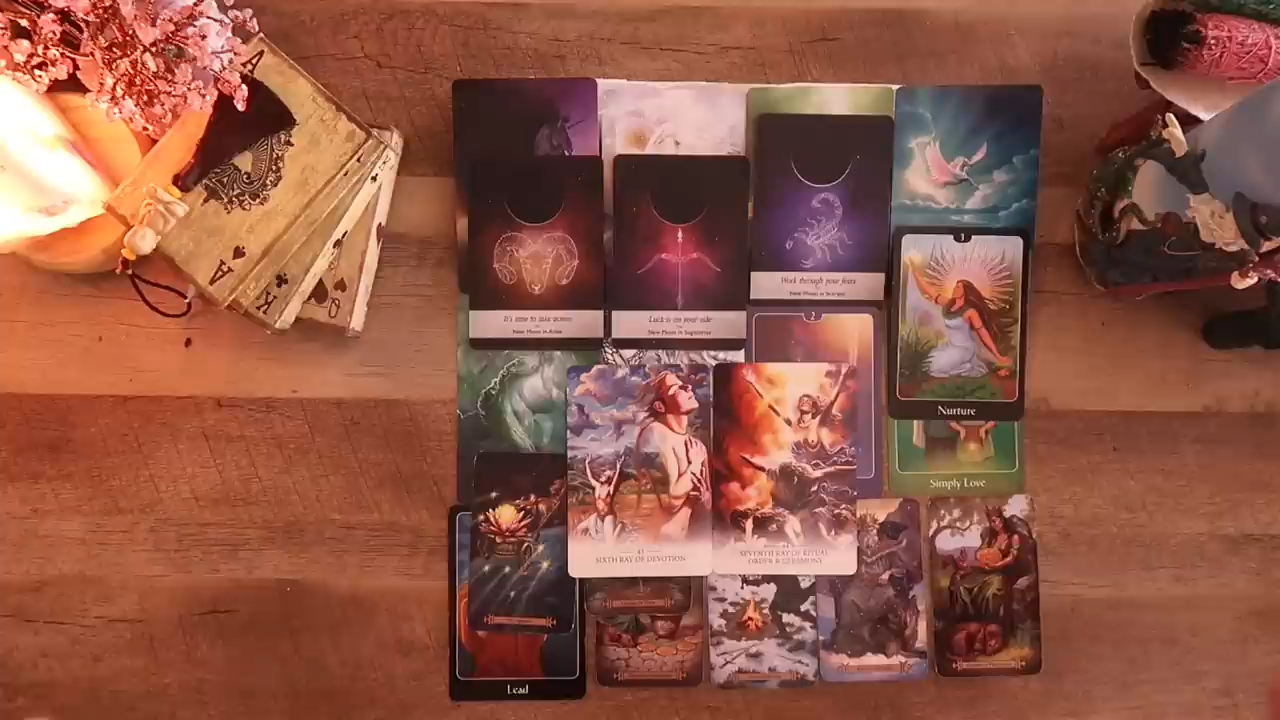 A
A
K
Work through your fears
New Moon in Scorpio
3
It's time to take action
New Moon in Aries
Luck is on your side
New Moon in Sagittarius
2
Nurture
Simply Love
43
SIXTH RAY OF DEVOTION
44
SEVENTH RAY OF RITUAL
ORDER & CEREMONY
Lead